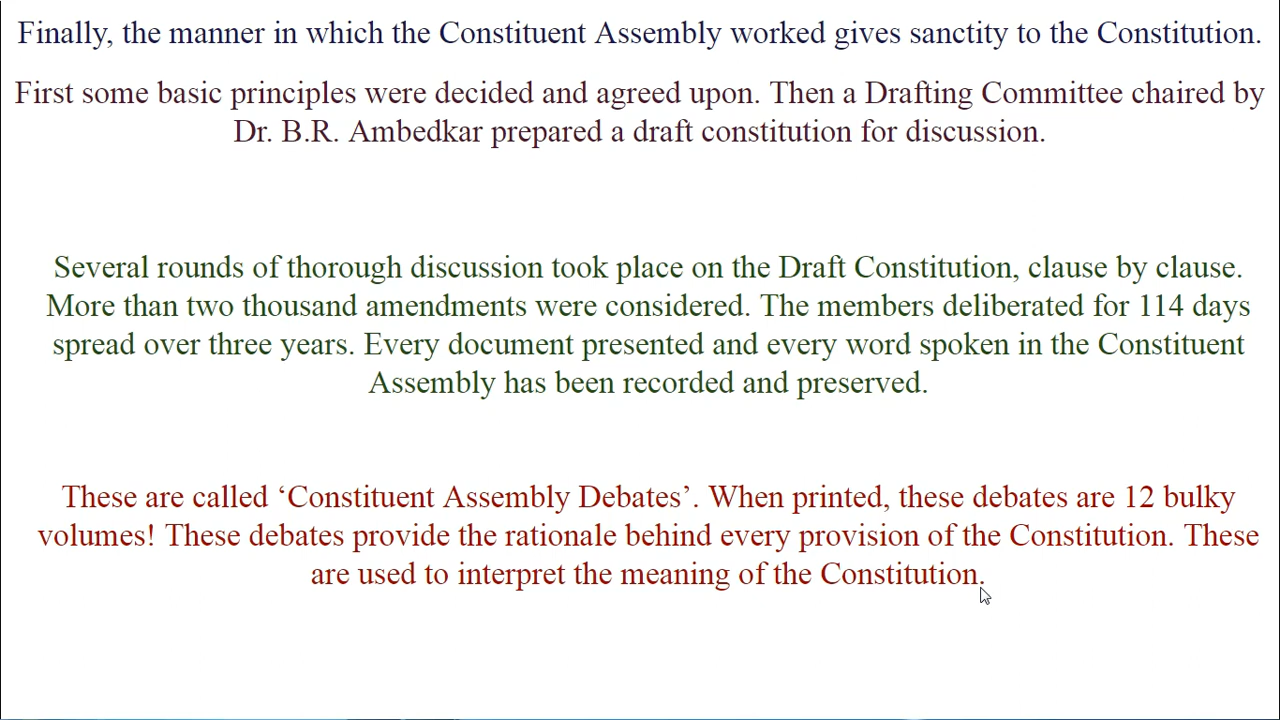 Finally, the manner in which the Constituent Assembly worked gives sanctity to the Constitution.
First some basic principles were decided and agreed upon. Then a Drafting Committee chaired by
Dr. B.R. Ambedkar prepared a draft constitution for discussion.
Several rounds of thorough discussion took place on the Draft Constitution, clause by clause.
More than two thousand amendments were considered. The members deliberated for 114 days
spread over three years. Every document presented and every word spoken in the Constituent
Assembly has been recorded and preserved.
These are called ‘Constituent Assembly Debates’. When printed, these debates are 12 bulky
volumes! These debates provide the rationale behind every provision of the Constitution. These
are used to interpret the meaning of the Constitution.